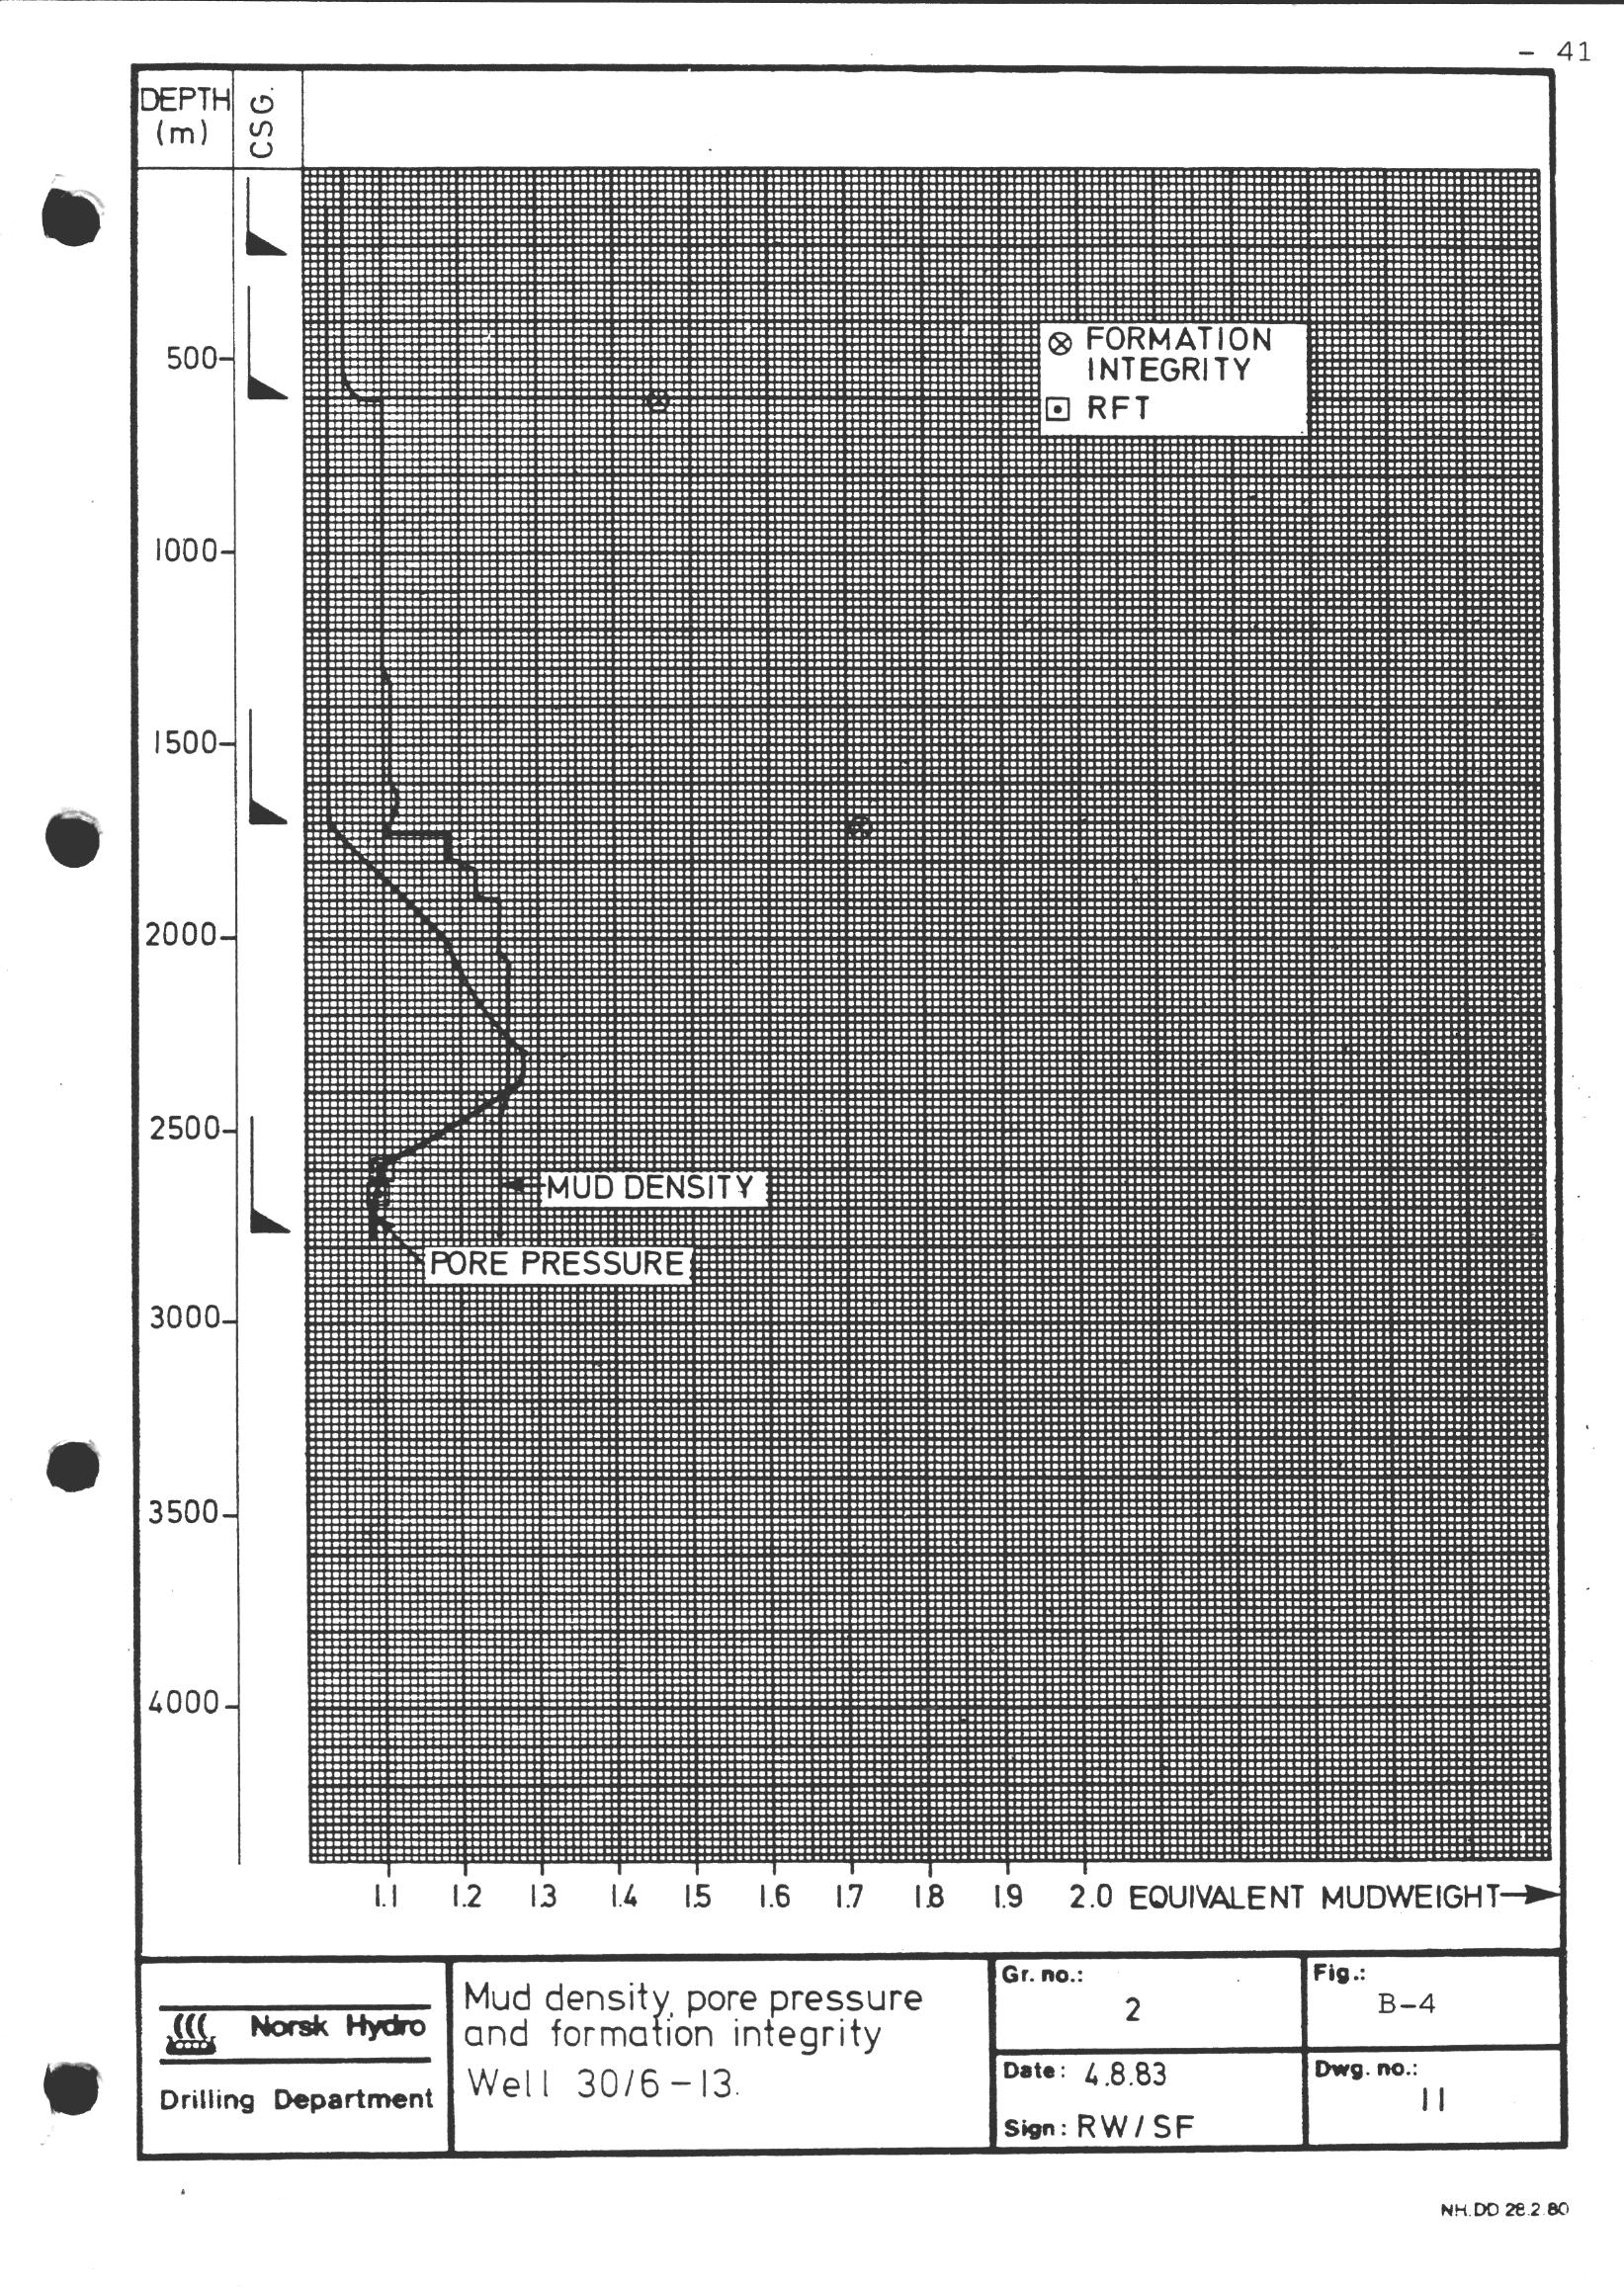 - 41
DEPTH
(m)
CSG.
FORMATION
INTEGRITY
RFT
500
1000
1500
2000
2500
MUD DENSITY
PORE PRESSURE
3000
3500
4000
1.1 1.2 1.3 1.4 1.5 1.6 1.7 1.8 1.9 2.0 EQUIVALENT MUDWEIGHT
Norsk Hydro
Drilling Department
Mud density, pore pressure
and formation integrity
Well 30/6-13.
Gr. no.:
2
Fig.:
B-4
Date: 4.8.83
Sign: RW/SF
Dwg. no.:
11
NH.DD 28.2.80